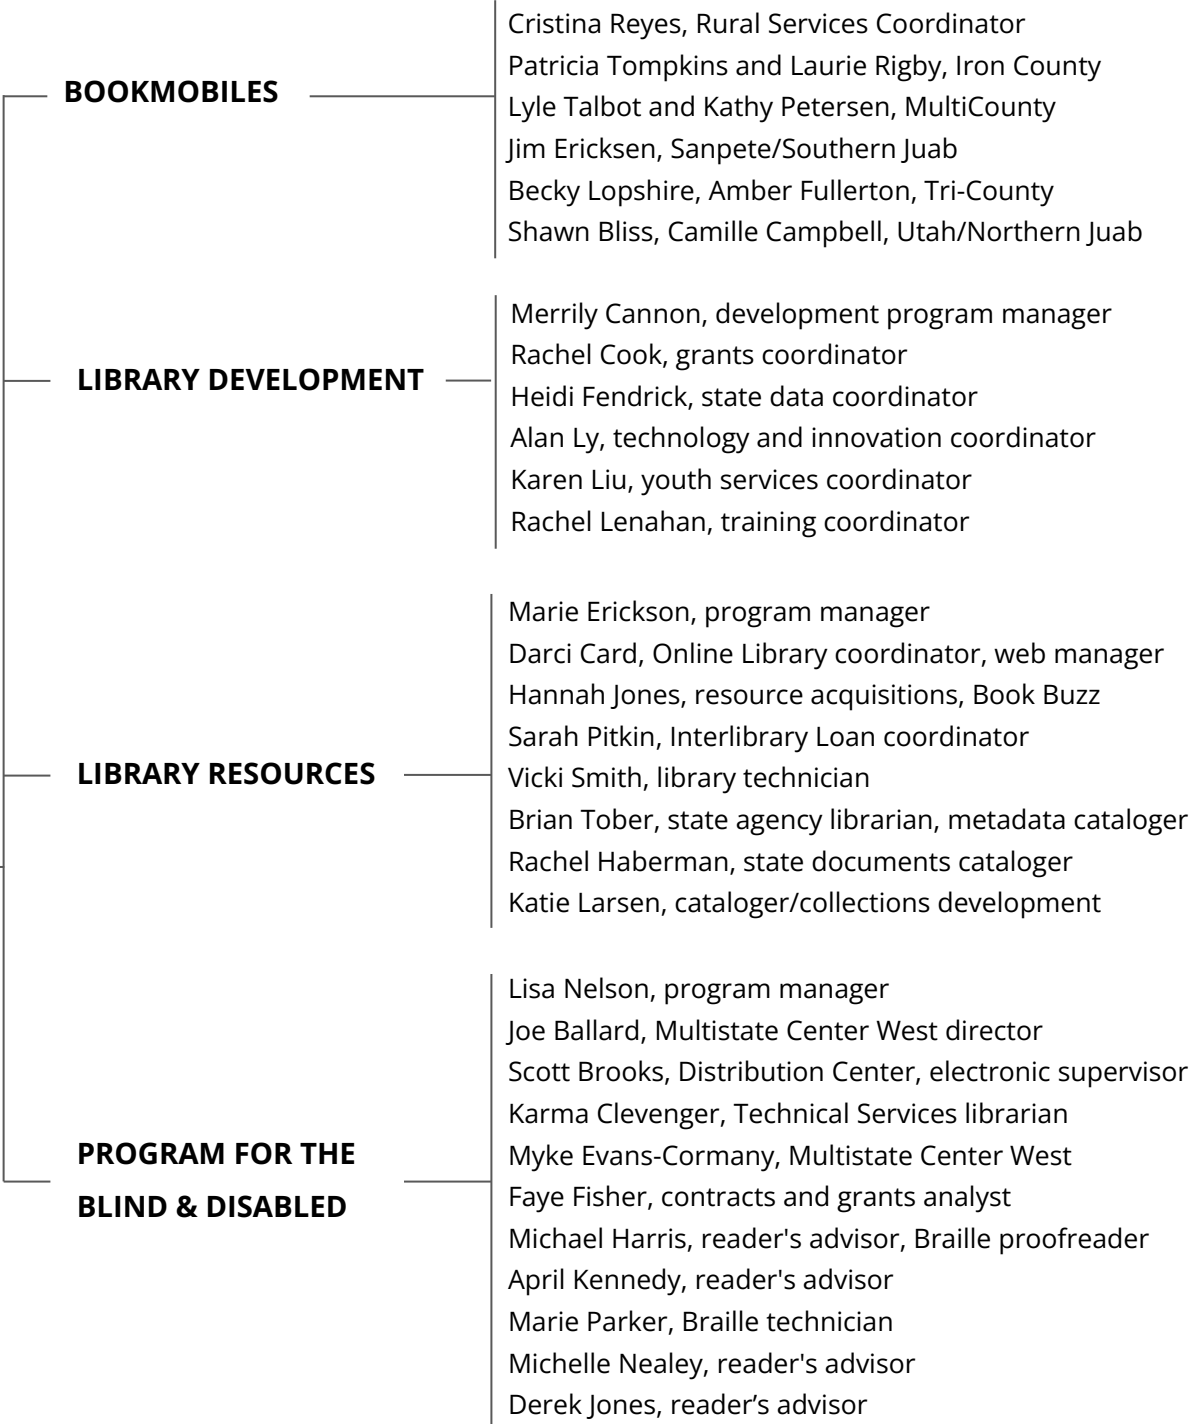 BOOKMOBILES
Cristina Reyes, Rural Services Coordinator
Patricia Tompkins and Laurie Rigby, Iron County
Lyle Talbot and Kathy Petersen, MultiCounty
Jim Ericksen, Sanpete/Southern Juab
Becky Lopshire, Amber Fullerton, Tri-County
Shawn Bliss, Camille Campbell, Utah/Northern Juab
LIBRARY DEVELOPMENT
Merrily Cannon, development program manager
Rachel Cook, grants coordinator
Heidi Fendrick, state data coordinator
Alan Ly, technology and innovation coordinator
Karen Liu, youth services coordinator
Rachel Lenahan, training coordinator
LIBRARY RESOURCES
Marie Erickson, program manager
Darci Card, Online Library coordinator, web manager
Hannah Jones, resource acquisitions, Book Buzz
Sarah Pitkin, Interlibrary Loan coordinator
Vicki Smith, library technician
Brian Tober, state agency librarian, metadata cataloger
Rachel Haberman, state documents cataloger
Katie Larsen, cataloger/collections development
PROGRAM FOR THE
BLIND & DISABLED
Lisa Nelson, program manager
Joe Ballard, Multistate Center West director
Scott Brooks, Distribution Center, electronic supervisor
Karma Clevenger, Technical Services librarian
Myke Evans-Cormany, Multistate Center West
Faye Fisher, contracts and grants analyst
Michael Harris, reader's advisor, Braille proofreader
April Kennedy, reader's advisor
Marie Parker, Braille technician
Michelle Nealey, reader's advisor
Derek Jones, reader’s advisor